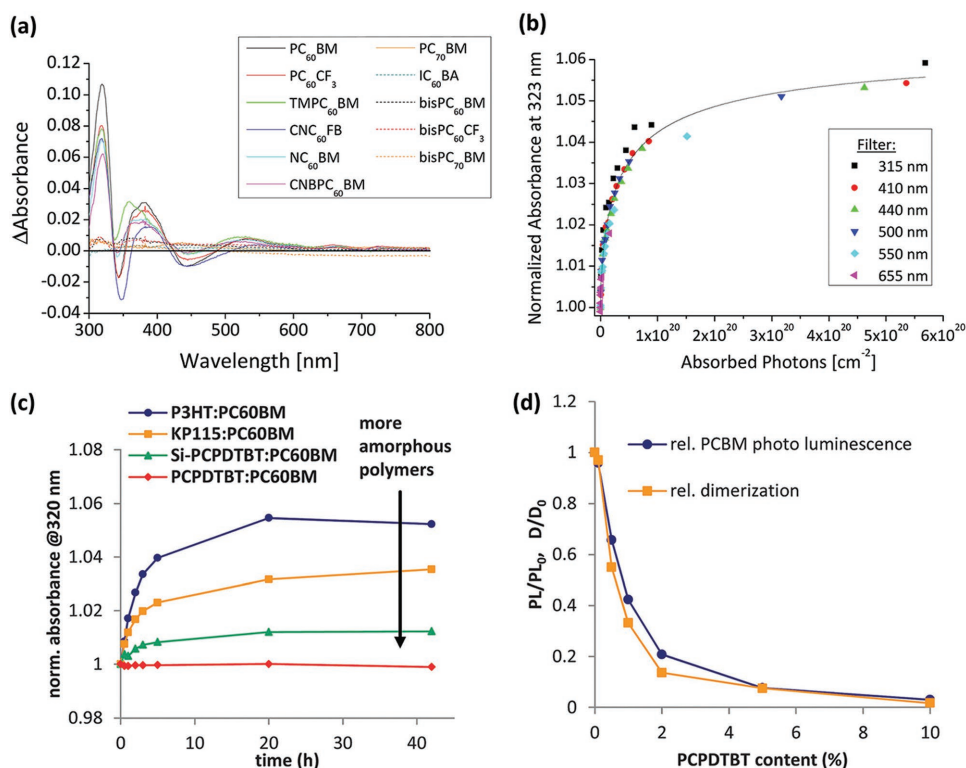 (a)
PC60BM
PC60CF3
TMPC60BM
CNC60FB
NC60BM
CNBPC60BM
PC70BM
IC60BA
bisPC60BM
bisPC60CF3
bisPC70BM
ΔAbsorbance
0.12
0.10
0.08
0.06
0.04
0.02
0.00
-0.02
-0.04
300 400 500 600 700 800
Wavelength [nm]
(b)
Normalized Absorbance at 323 nm
1.06
1.05
1.04
1.03
1.02
1.01
1.00
Filter:
315 nm
410 nm
440 nm
500 nm
550 nm
655 nm
0 1x10^20 2x10^20 3x10^20 4x10^20 5x10^20 6x10^20
Absorbed Photons [cm^-2]
(c)
P3HT:PC60BM
KP115:PC60BM
Si-PCPDTBT:PC60BM
PCPDTBT:PC60BM
more
amorphous
polymers
norm. absorbance @320 nm
1.08
1.06
1.04
1.02
1
0.98
0 20 40
time (h)
(d)
rel. PCBM photo luminescence
rel. dimerization
PL/PL0, D/D0
1.2
1
0.8
0.6
0.4
0.2
0
0 2 4 6 8 10
PCPDTBT content (%)